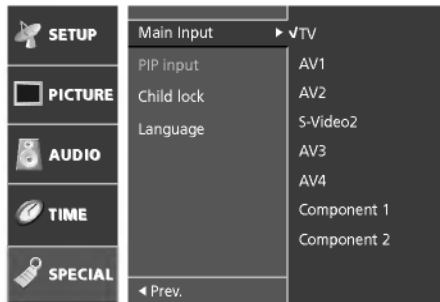 SETUP
PICTURE
AUDIO
TIME
SPECIAL
Main Input ► √TV
PIP input
Child lock
Language
◄ Prev.
AV1
AV2
S-Video2
AV3
AV4
Component 1
Component 2